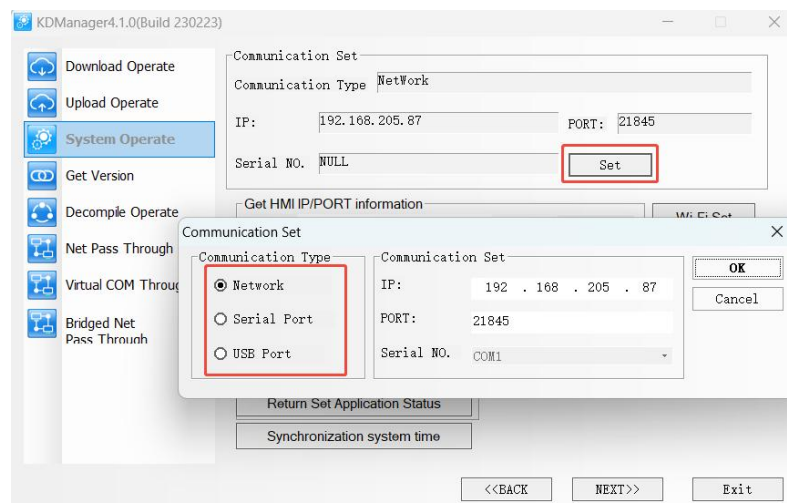 KDManager4.1.0(Build 230223)
Download Operate
Upload Operate
System Operate
Get Version
Decompile Operate
Net Pass Through
Virtual COM Throug
Bridged Net
Pass Through
Communication Set
Communication Type NetWork
IP: 192.168.205.87 PORT: 21845
Serial NO. NULL Set
Get HMI IP/PORT information
Wi-Fi Set
Communication Set
Communication Type
Network
Serial Port
USB Port
Communication Set
IP: 192 . 168 . 205 . 87
PORT: 21845
Serial NO. COM1
OK
Cancel
Return Set Application Status
Synchronization system time
<<BACK NEXT>> Exit